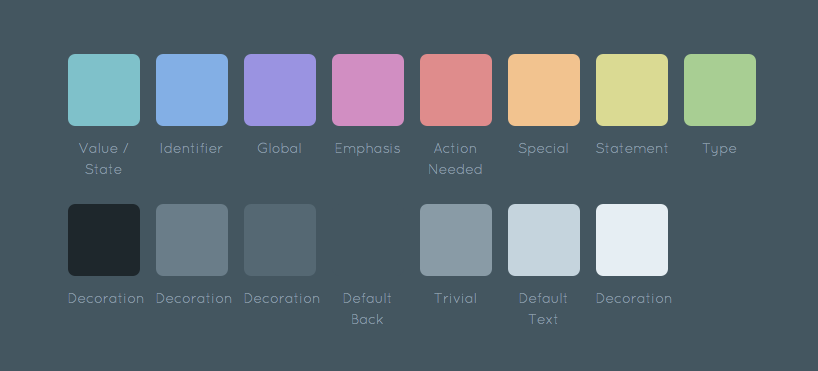 Value / Identifier Global Emphasis Action Special Statement Type
State Needed
Decoration Decoration Decoration Default Trivial Default Decoration
Back Text